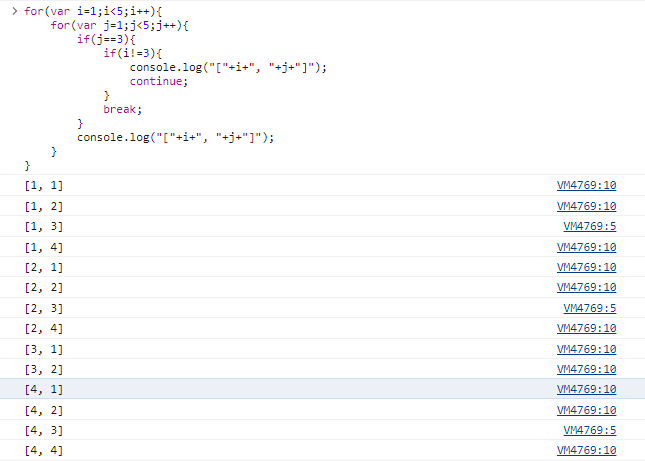 for(var i=1;i<5;i++){
    for(var j=1;j<5;j++){
        if(j==3){
            if(i!=3){
                console.log("["+i+", "+j+"]");
                continue;
            }
            break;
        }
        console.log("["+i+", "+j+"]");
    }
}
[1, 1] VM4769:10
[1, 2] VM4769:10
[1, 3] VM4769:5
[1, 4] VM4769:10
[2, 1] VM4769:10
[2, 2] VM4769:10
[2, 3] VM4769:5
[2, 4] VM4769:10
[3, 1] VM4769:10
[3, 2] VM4769:10
[4, 1] VM4769:10
[4, 2] VM4769:10
[4, 3] VM4769:5
[4, 4] VM4769:10